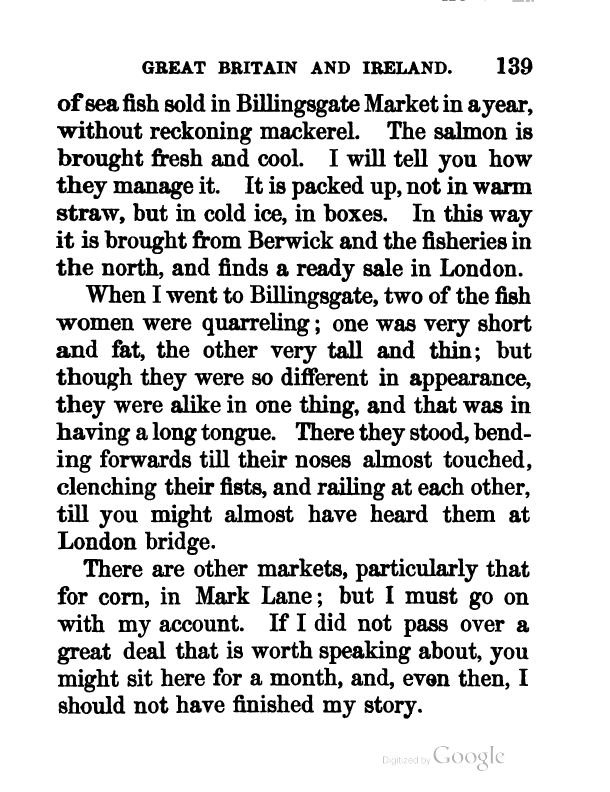 GREAT BRITAIN AND IRELAND. 139
of sea fish sold in Billingsgate Market in a year,
without reckoning mackerel. The salmon is
brought fresh and cool. I will tell you how
they manage it. It is packed up, not in warm
straw, but in cold ice, in boxes. In this way
it is brought from Berwick and the fisheries in
the north, and finds a ready sale in London.
When I went to Billingsgate, two of the fish
women were quarreling; one was very short
and fat, the other very tall and thin; but
though they were so different in appearance,
they were alike in one thing, and that was in
having a long tongue. There they stood, bend-
ing forwards till their noses almost touched,
clenching their fists, and railing at each other,
till you might almost have heard them at
London bridge.
There are other markets, particularly that
for corn, in Mark Lane; but I must go on
with my account. If I did not pass over a
great deal that is worth speaking about, you
might sit here for a month, and, even then, I
should not have finished my story.
Digitized by Google